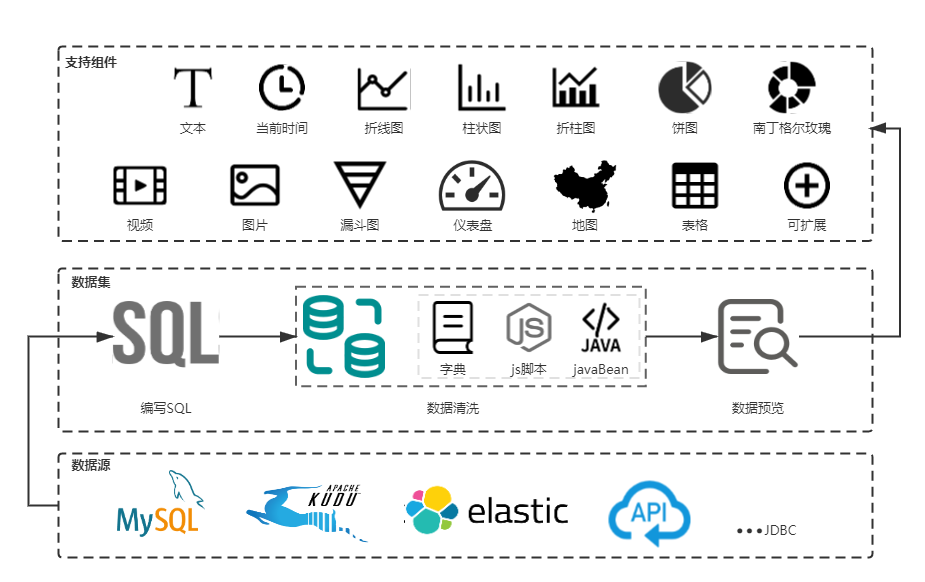 支持组件
T
文本
当前时间
折线图
柱状图
折柱图
饼图
南丁格尔玫瑰
视频
图片
漏斗图
仪表盘
地图
表格
可扩展
数据集
SQL
JS
JAVA
字典
js脚本
javaBean
编写SQL
数据清洗
数据预览
数据源
MySQL
APACHE
KUDU
elastic
API
●●●JDBC